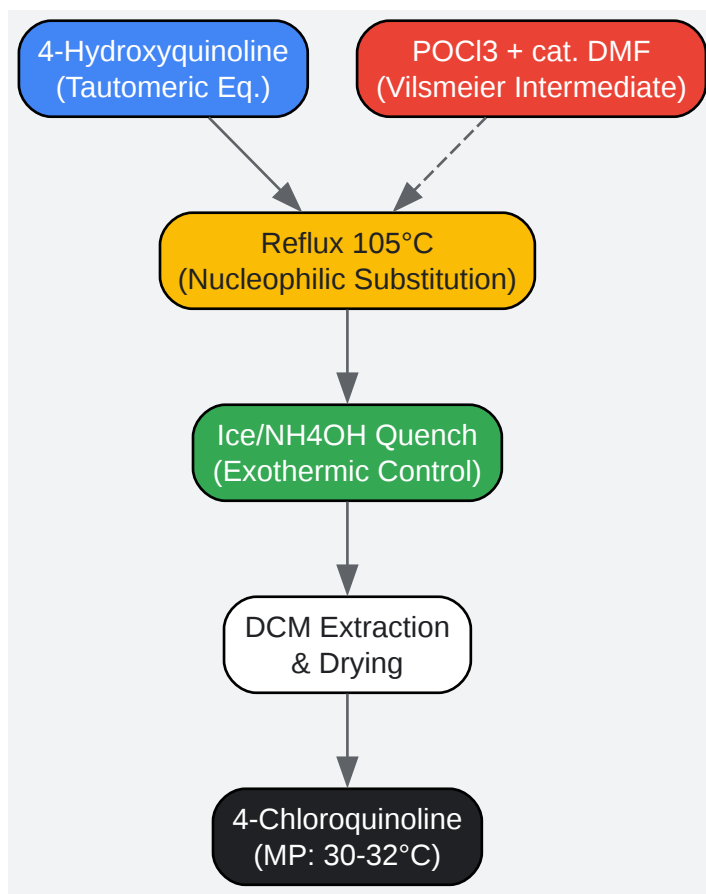 4-Hydroxyquinoline
(Tautomeric Eq.)
POCl3 + cat. DMF
(Vilsmeier Intermediate)
Reflux 105°C
(Nucleophilic Substitution)
Ice/NH4OH Quench
(Exothermic Control)
DCM Extraction
& Drying
4-Chloroquinoline
(MP: 30-32°C)